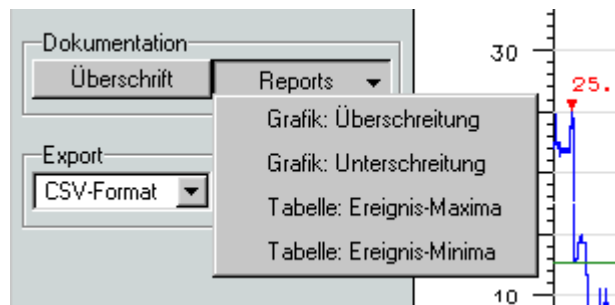 Dokumentation
Überschrift
Reports
Grafik: Überschreitung
Grafik: Unterschreitung
Tabelle: Ereignis-Maxima
Tabelle: Ereignis-Minima
Export
CSV-Format
30
25.
10